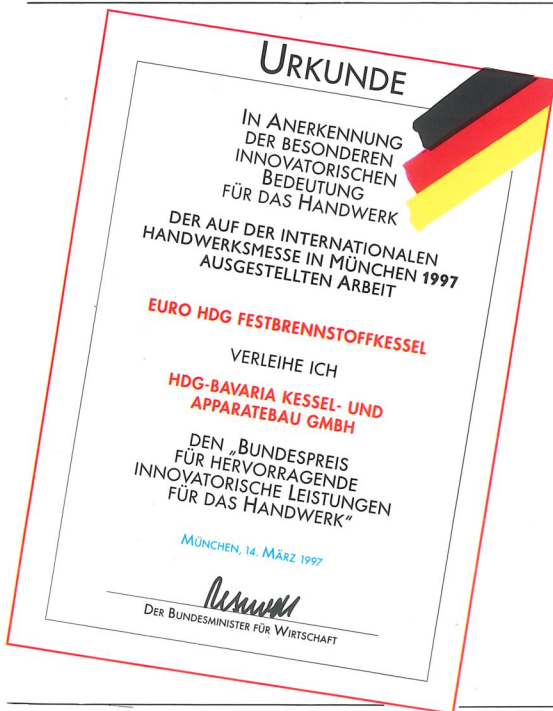 URKUNDE
IN ANERKENNUNG
DER BESONDEREN
INNOVATORISCHEN
BEDEUTUNG
FÜR DAS HANDWERK
DER AUF DER INTERNATIONALEN
HANDWERKSMESSE IN MÜNCHEN 1997
AUSGESTELLTEN ARBEIT
EURO HDG FESTBRENNSTOFFKESSEL
VERLEIHE ICH
HDG-BAVARIA KESSEL- UND
APPARATEBAU GMBH
DEN „BUNDESPREIS
FÜR HERVORRAGENDE
INNOVATORISCHE LEISTUNGEN
FÜR DAS HANDWERK“
MÜNCHEN, 14. MÄRZ 1997
DER BUNDESMINISTER FÜR WIRTSCHAFT